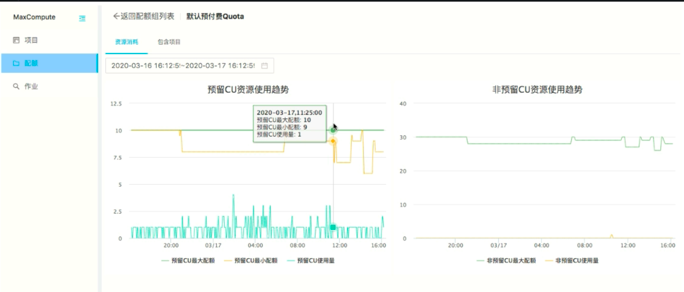 MaxCompute
项目
配额
作业
←返回配额组列表 默认预付费Quota
资源消耗 包含项目
2020-03-16 16:12:5~2020-03-17 16:12:5
预留CU资源使用趋势
12.5
10
7.5
5
2.5
0
2020-03-17,11:25:00
预留CU最大配额: 10
预留CU最小配额: 9
预留CU使用量: 1
20:00 03/17 04:00 08:00 12:00 16:00
预留CU最大配额 预留CU最小配额 预留CU使用量
非预留CU资源使用趋势
40
30
20
10
0
20:00 03/17 04:00 08:00 12:00 16:00
非预留CU最大配额 非预留CU使用量